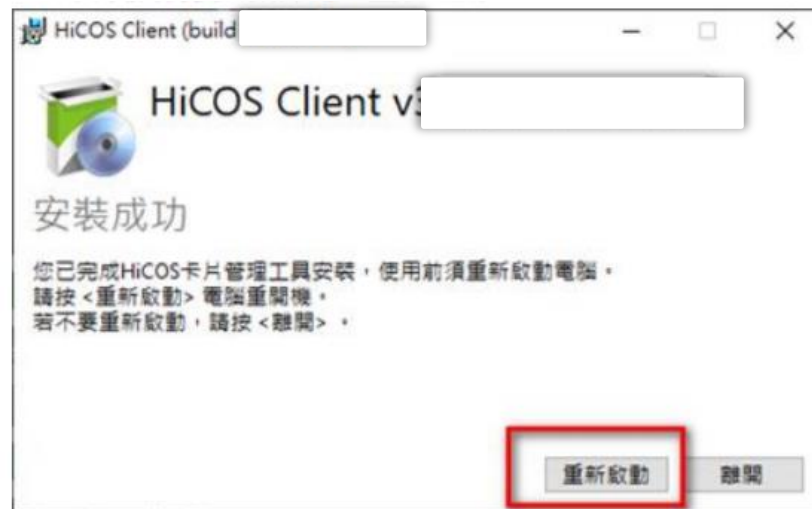 HiCOS Client (build
HiCOS Client v3
安裝成功
您已完成HiCOS卡片管理工具安裝，使用前須重新啟動電腦。
請按 <重新啟動> 電腦重開機。
若不要重新啟動，請按 <離開> 。
重新啟動
離開